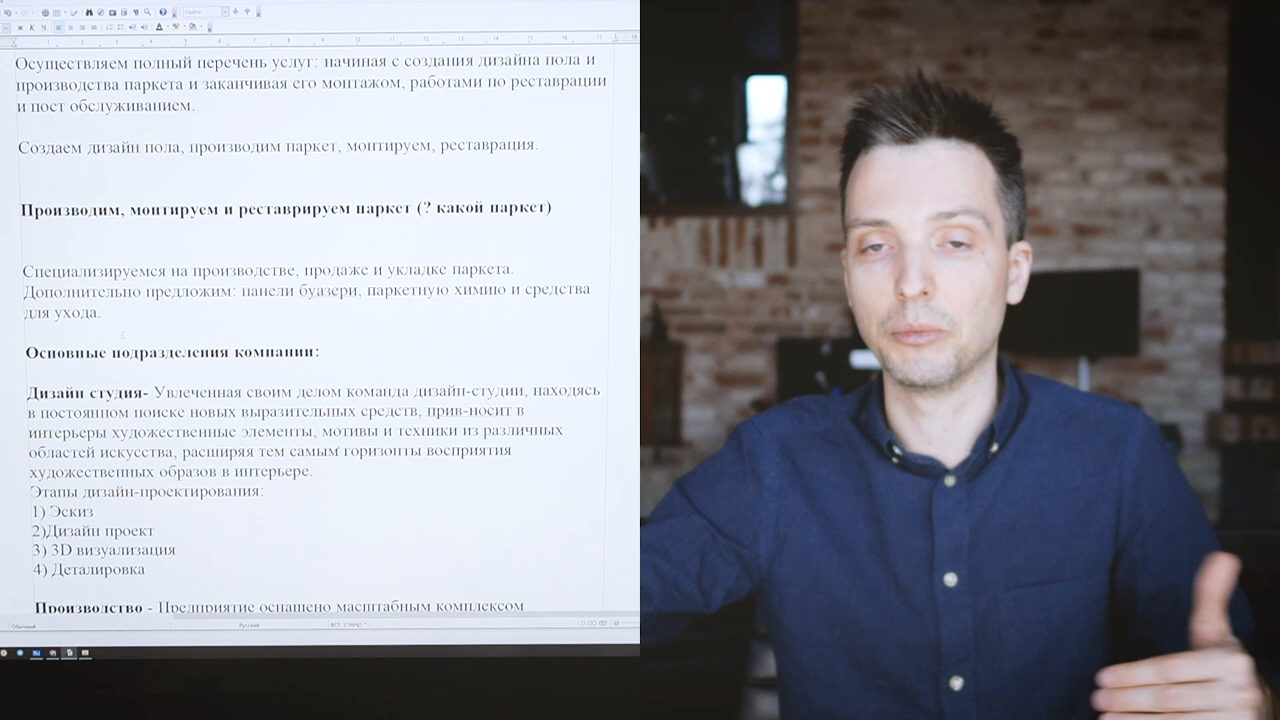 Осуществляем полный перечень услуг: начиная с создания дизайна пола и
производства паркета и заканчивая его монтажом, работами по реставрации
и пост обслуживанием.
Создаем дизайн пола, производим паркет, монтируем, реставрация.
Производим, монтируем и реставрируем паркет (? какой паркет)
Специализируемся на производстве, продаже и укладке паркета.
Дополнительно предложим: панели буазери, паркетную химию и средства
для ухода.
Основные подразделения компании:
Дизайн студия- Увлеченная своим делом команда дизайн-студии, находясь
в постоянном поиске новых выразительных средств, прив-носит в
интерьеры художественные элементы, мотивы и техники из различных
областей искусства, расширяя тем самым горизонты восприятия
художественных образов в интерьере.
Этапы дизайн-проектирования:
1) Эскиз
2)Дизайн проект
3) 3D визуализация
4) Деталировка
Производство - Предприятие оснащено масштабным комплексом
Обычный Русский ВСТ СТАНД